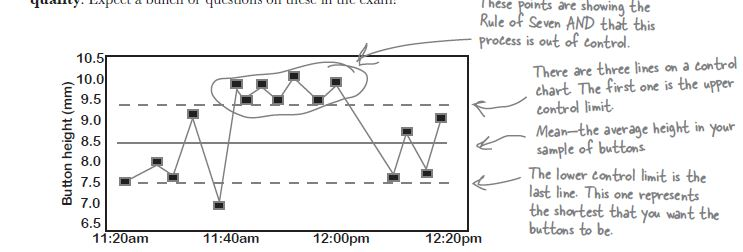 quality. Expect a bunch of questions on these in the exam!
These points are showing the
Rule of Seven AND that this
process is out of control.
There are three lines on a control
chart. The first one is the upper
control limit.
Mean—the average height in your
sample of buttons.
The lower control limit is the
last line. This one represents
the shortest that you want the
buttons to be.
Button height (mm)
10.5
10.0
9.5
9.0
8.5
8.0
7.5
7.0
6.5
11:20am 11:40am 12:00pm 12:20pm